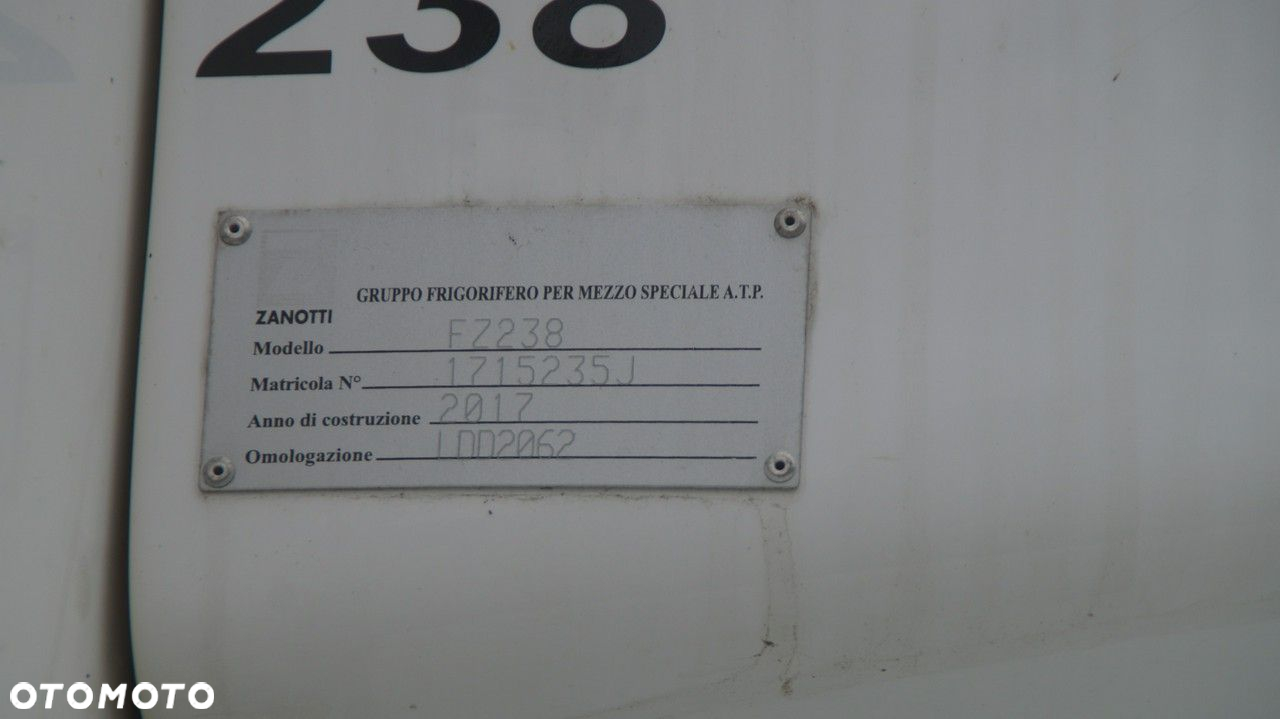 238
GRUPPO FRIGORIFERO PER MEZZO SPECIALE A.T.P.
ZANOTTI
Modello FZ238
Matricola N° 1715235J
Anno di costruzione 2017
Omologazione LDD2062
OTOMOTO